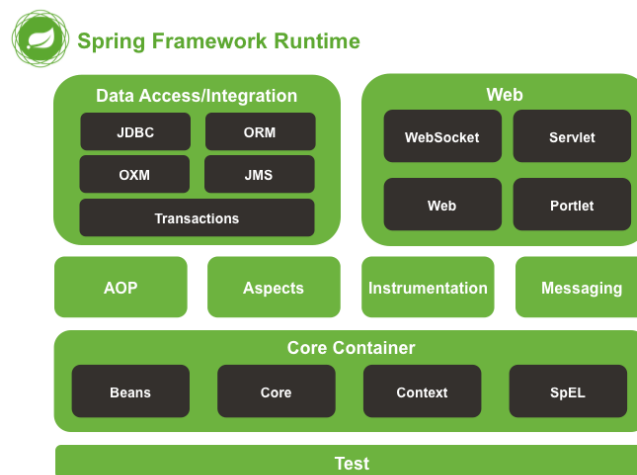 Spring Framework Runtime
Data Access/Integration
JDBC
ORM
OXM
JMS
Transactions
Web
WebSocket
Servlet
Web
Portlet
AOP
Aspects
Instrumentation
Messaging
Core Container
Beans
Core
Context
SpEL
Test